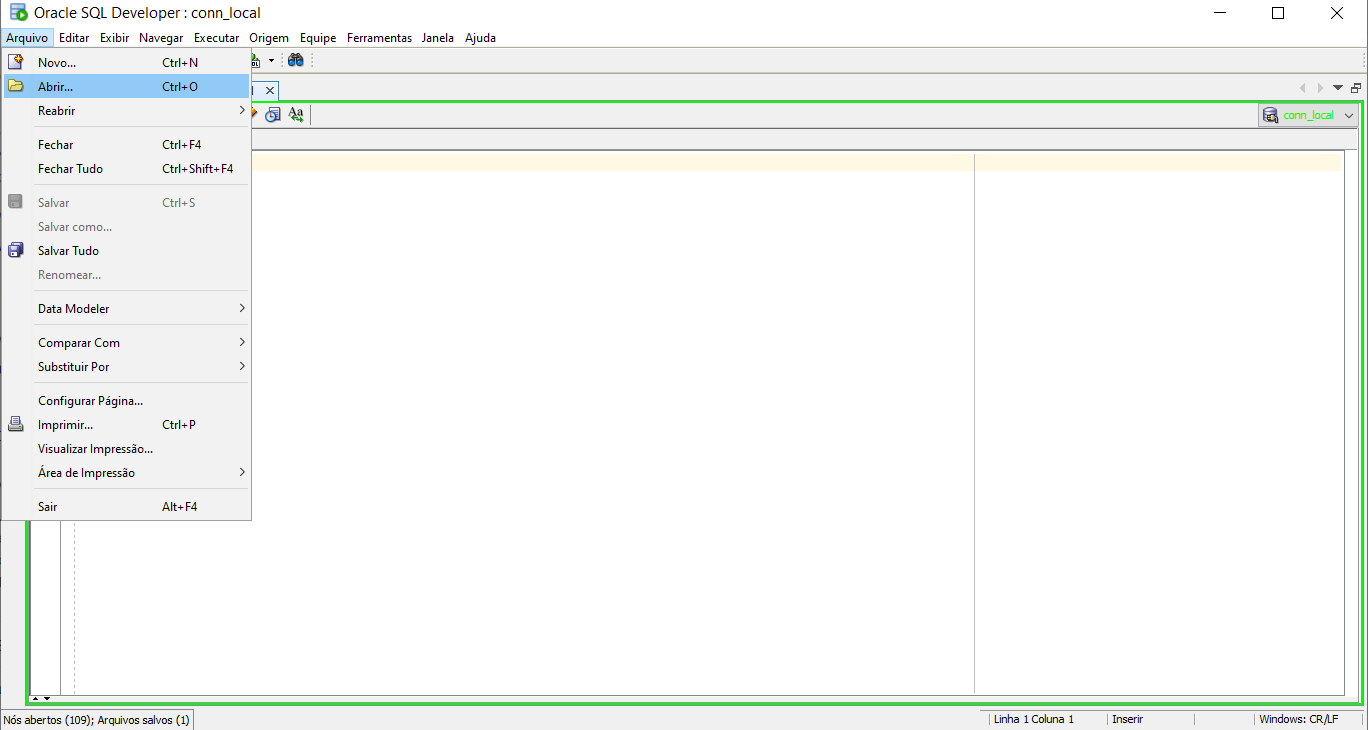 Oracle SQL Developer : conn_local
Arquivo Editar Exibir Navegar Executar Origem Equipe Ferramentas Janela Ajuda
Novo... Ctrl+N
Abrir... Ctrl+O
Reabrir
conn_local
Fechar Ctrl+F4
Fechar Tudo Ctrl+Shift+F4
Salvar Ctrl+S
Salvar como...
Salvar Tudo
Renomear...
Data Modeler
Comparar Com
Substituir Por
Configurar Página...
Imprimir... Ctrl+P
Visualizar Impressão...
Área de Impressão
Sair Alt+F4
Nós abertos (109); Arquivos salvos (1) Linha 1 Coluna 1 Inserir Windows: CR/LF